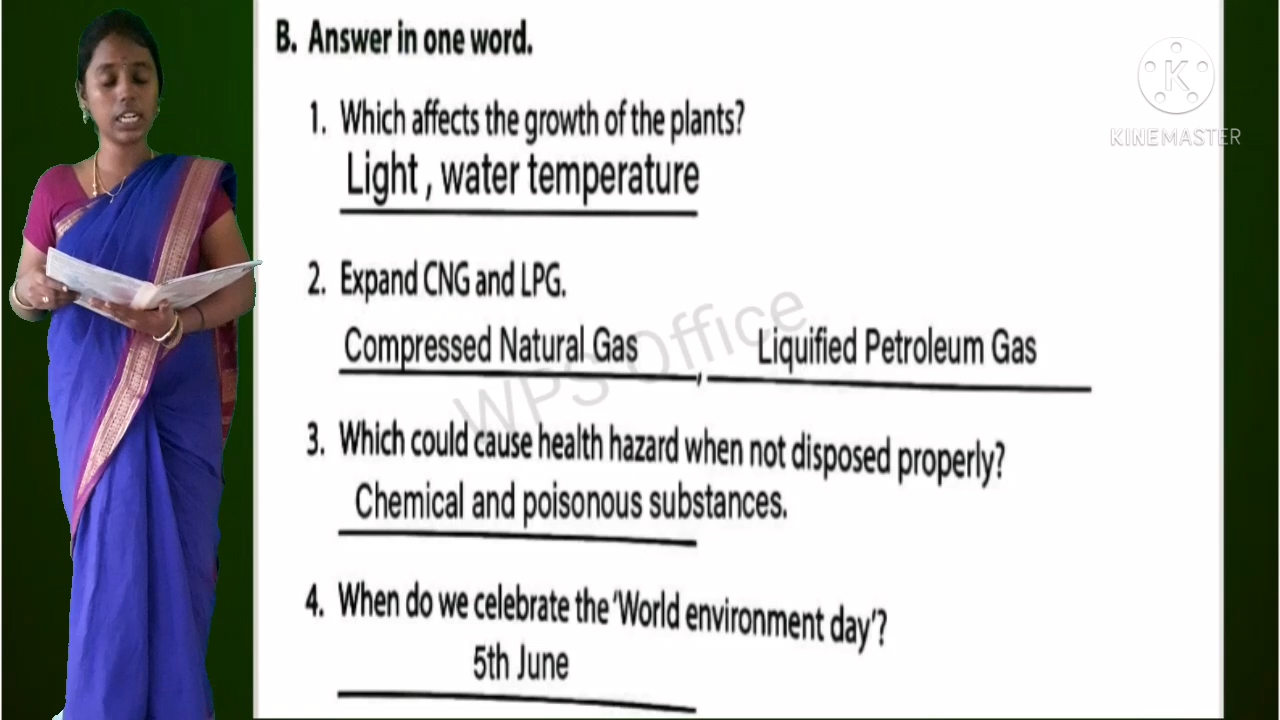 B. Answer in one word.
1. Which affects the growth of the plants?
Light , water temperature
2. Expand CNG and LPG.
Compressed Natural Gas , Liquified Petroleum Gas
3. Which could cause health hazard when not disposed properly?
Chemical and poisonous substances.
4. When do we celebrate the ‘World environment day’?
5th June
K
KINEMASTER
WPS Office